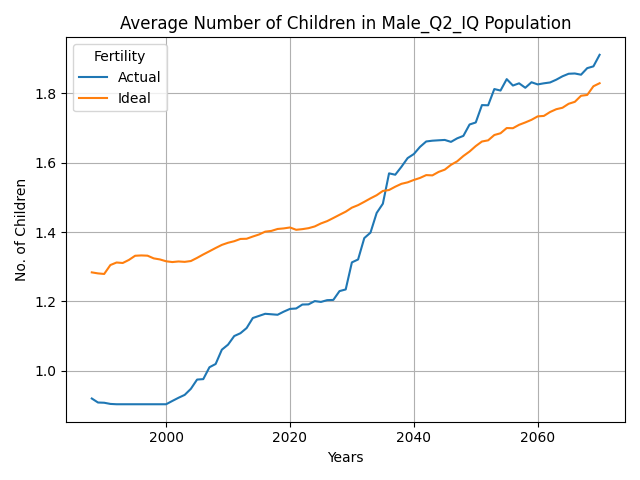 Average Number of Children in Male_Q2_IQ Population
Fertility
Actual
Ideal
No. of Children
1.8
1.6
1.4
1.2
1.0
2000
2020
2040
2060
Years